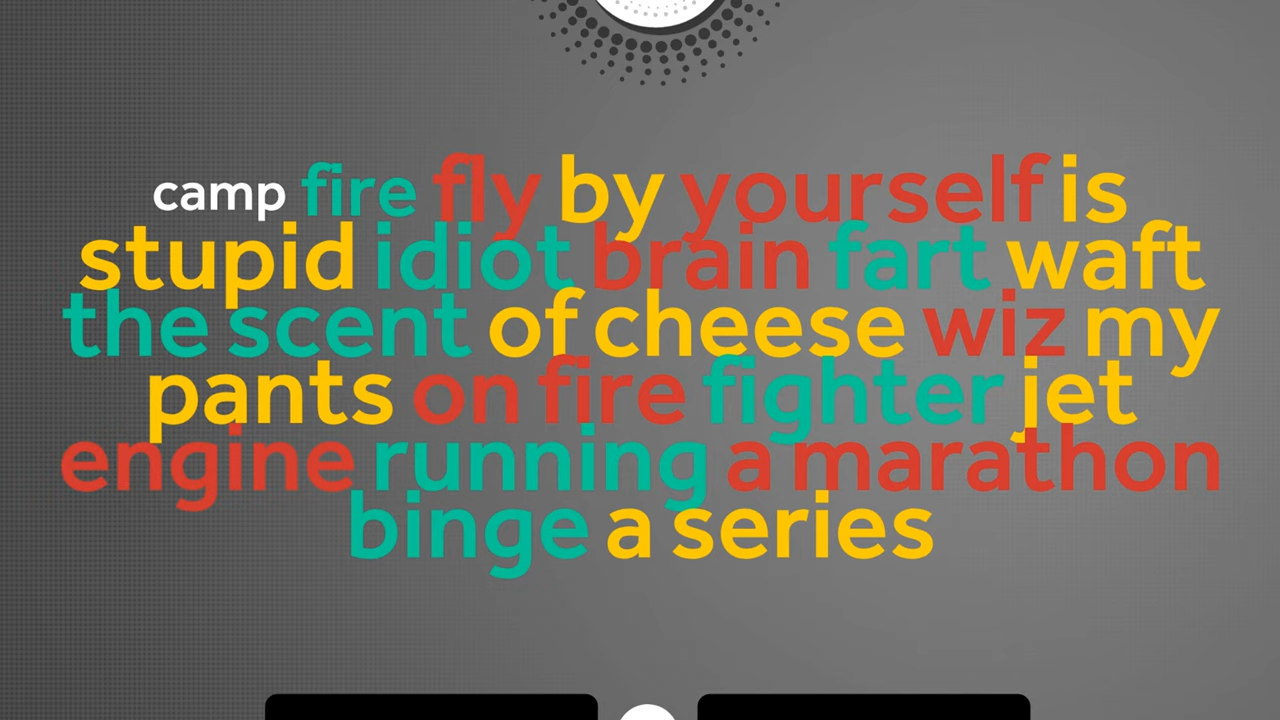 camp fire fly by yourself is
stupid idiot brain fart waft
the scent of cheese wiz my
pants on fire fighter jet
engine running a marathon
binge a series